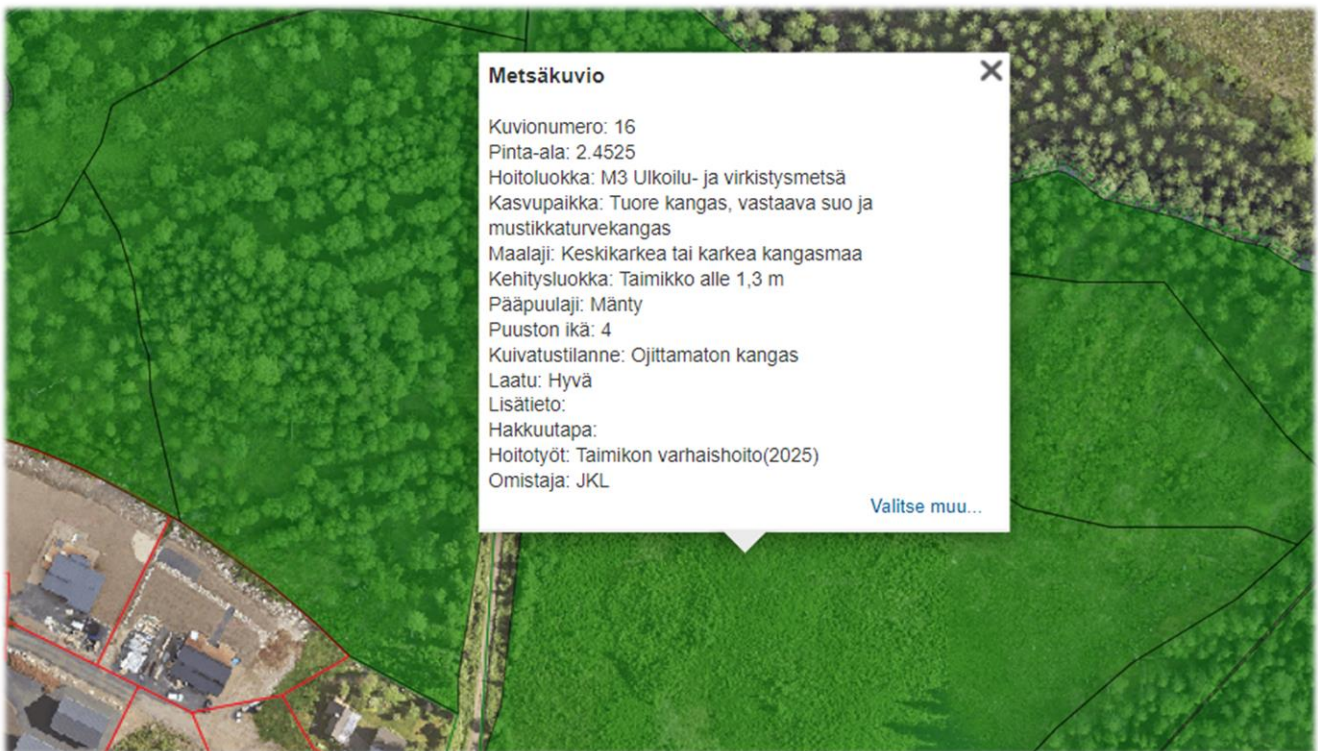 Metsäkuvio
Kuvionumero: 16
Pinta-ala: 2.4525
Hoitoluokka: M3 Ulkoilu- ja virkistysmetsä
Kasvupaikka: Tuore kangas, vastaava suo ja
mustikkaturvekangas
Maalaji: Keskikarkea tai karkea kangasmaa
Kehitysluokka: Taimikko alle 1,3 m
Pääpuulaji: Mänty
Puuston ikä: 4
Kuivatustilanne: Ojittamaton kangas
Laatu: Hyvä
Lisätieto:
Hakkuutapa:
Hoitotyöt: Taimikon varhaishoito(2025)
Omistaja: JKL
Valitse muu...